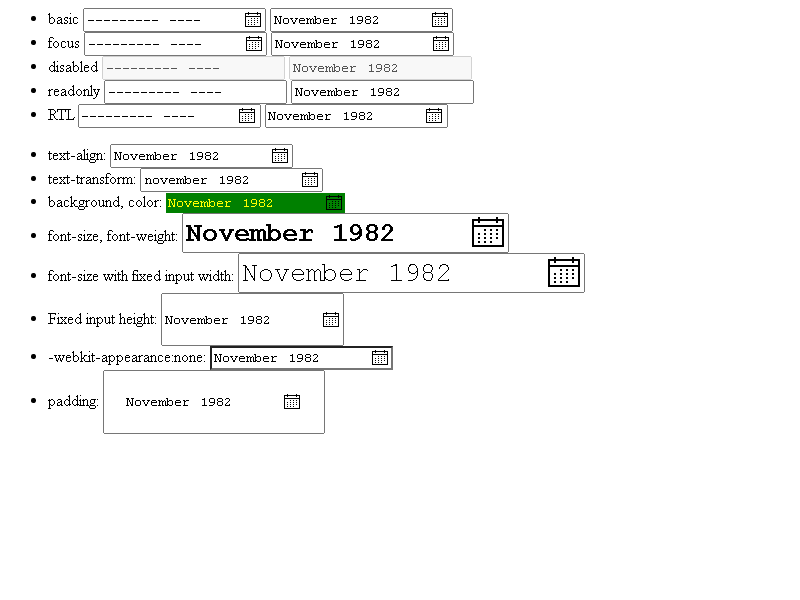 basic --------- ---- November 1982
focus --------- ---- November 1982
disabled --------- ---- November 1982
readonly --------- ---- November 1982
RTL --------- ---- November 1982
text-align: November 1982
text-transform: november 1982
background, color: November 1982
font-size, font-weight: November 1982
font-size with fixed input width: November 1982
Fixed input height: November 1982
-webkit-appearance:none: November 1982
padding: November 1982